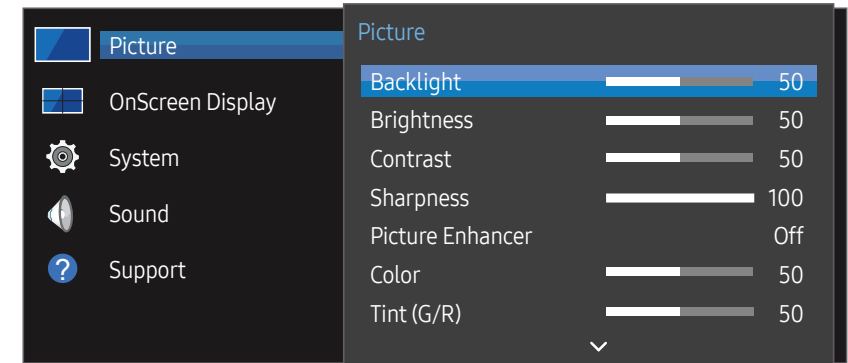 Picture
OnScreen Display
System
Sound
?
Support
Picture
Backlight 50
Brightness 50
Contrast 50
Sharpness 100
Picture Enhancer Off
Color 50
Tint (G/R) 50